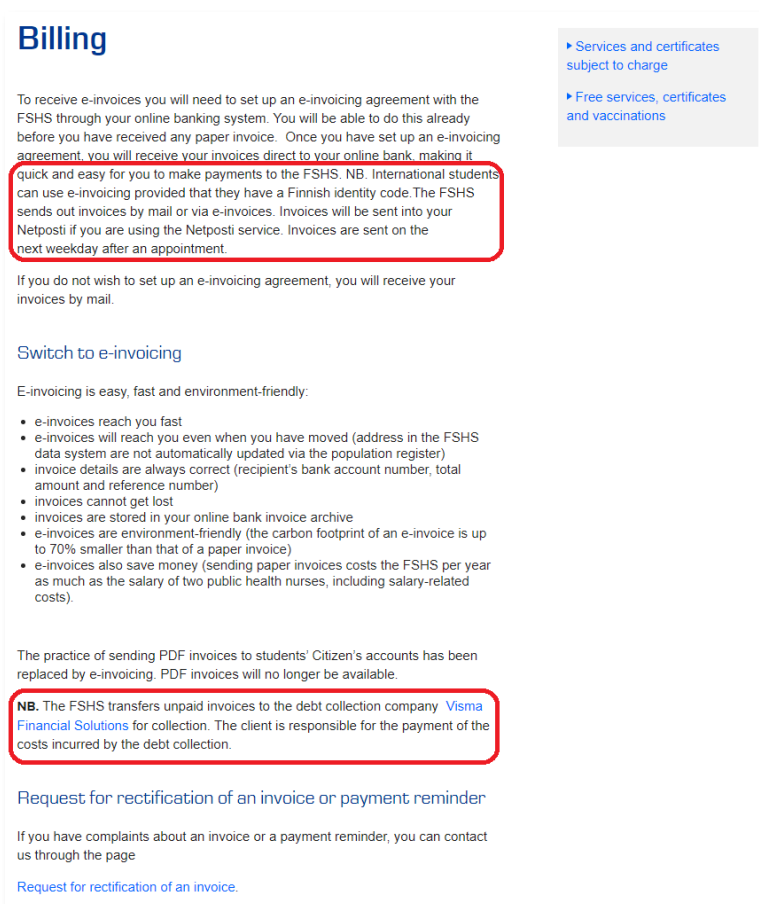 Billing
To receive e-invoices you will need to set up an e-invoicing agreement with the
FSHS through your online banking system. You will be able to do this already
before you have received any paper invoice.  Once you have set up an e-invoicing
agreement, you will receive your invoices direct to your online bank, making it
quick and easy for you to make payments to the FSHS. NB. International students
can use e-invoicing provided that they have a Finnish identity code.The FSHS
sends out invoices by mail or via e-invoices. Invoices will be sent into your
Netposti if you are using the Netposti service. Invoices are sent on the
next weekday after an appointment.
If you do not wish to set up an e-invoicing agreement, you will receive your
invoices by mail.
Switch to e-invoicing
E-invoicing is easy, fast and environment-friendly:
• e-invoices reach you fast
• e-invoices will reach you even when you have moved (address in the FSHS
data system are not automatically updated via the population register)
• invoice details are always correct (recipient's bank account number, total
amount and reference number)
• invoices cannot get lost
• invoices are stored in your online bank invoice archive
• e-invoices are environment-friendly (the carbon footprint of an e-invoice is up
to 70% smaller than that of a paper invoice)
• e-invoices also save money (sending paper invoices costs the FSHS per year
as much as the salary of two public health nurses, including salary-related
costs).
The practice of sending PDF invoices to students' Citizen's accounts has been
replaced by e-invoicing. PDF invoices will no longer be available.
NB. The FSHS transfers unpaid invoices to the debt collection company  Visma
Financial Solutions for collection. The client is responsible for the payment of the
costs incurred by the debt collection.
Request for rectification of an invoice or payment reminder
If you have complaints about an invoice or a payment reminder, you can contact
us through the page
Request for rectification of an invoice.
Services and certificates
subject to charge
Free services, certificates
and vaccinations